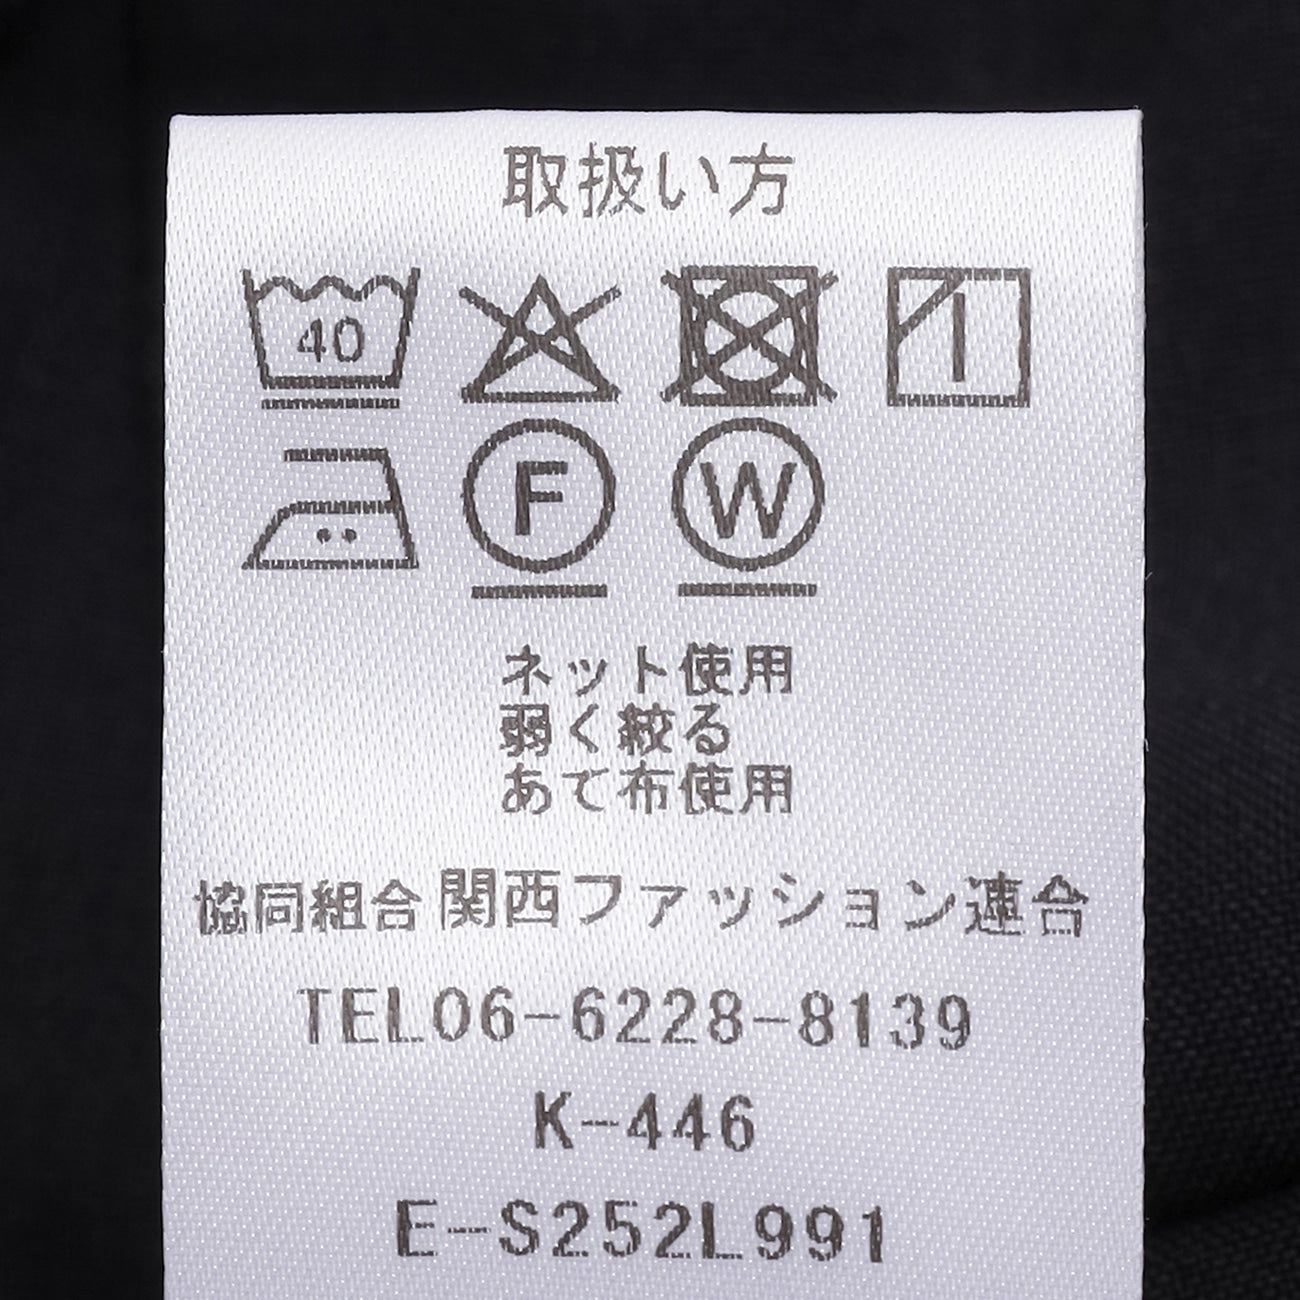 取扱い方
40
F W
ネット使用
弱く絞る
あて布使用
協同組合関西ファッション連合
TEL06-6228-8139
K-446
E-S252L991